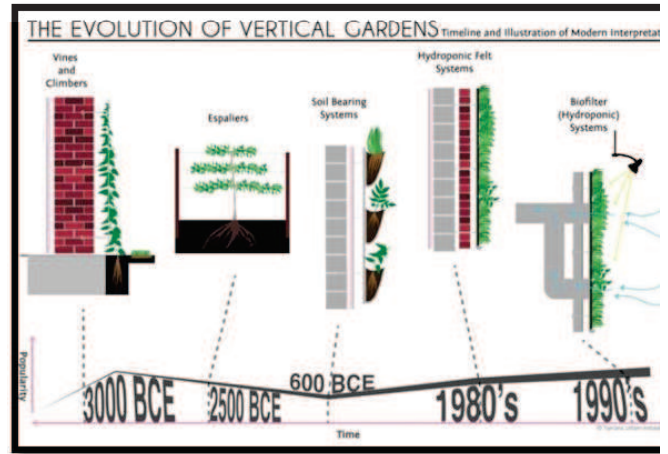 THE EVOLUTION OF VERTICAL GARDENS Timeline and Illustration of Modern Interpretat
Vines
and
Climbers
Espaliers
Soil Bearing
Systems
Hydroponic Felt
Systems
Biofilter
(Hydroponic)
Systems
Popularity
3000 BCE
2500 BCE
600 BCE
1980's
1990's
Time